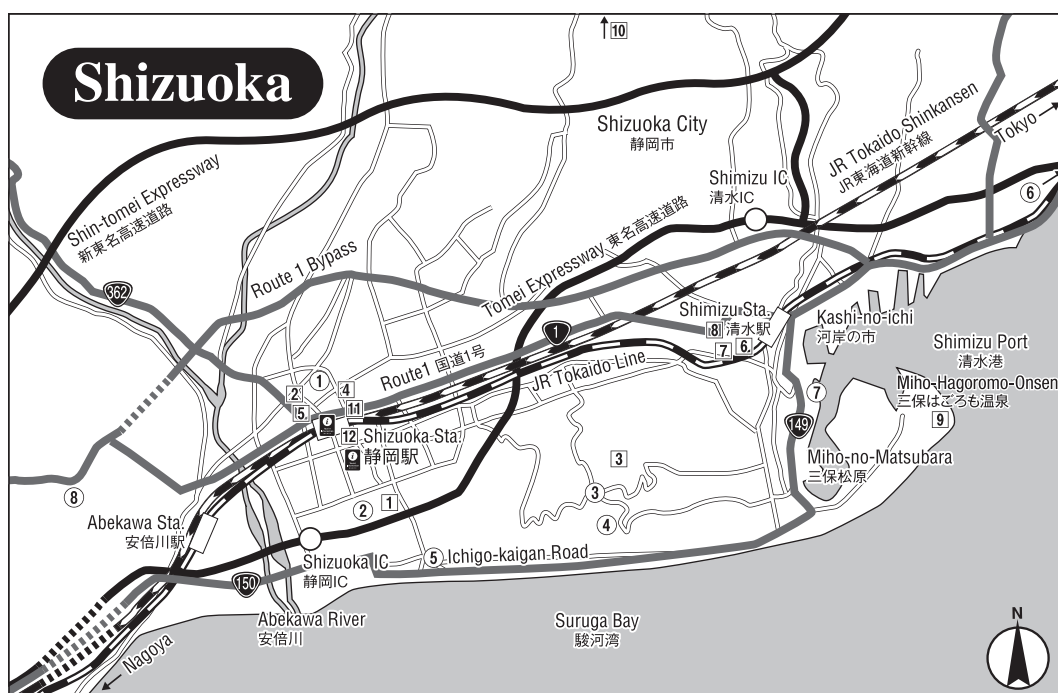 Shizuoka
10
Shizuoka City
静岡市
JR Tokaido Shinkansen
JR東海道新幹線
Tokyo
6
Shimizu IC
清水IC
Shin-tomei Expressway
新東名高速道路
Tomei Expressway 東名高速道路
Route 1 Bypass
362
Shimizu Sta.
清水駅
8
7
6.
Kashi-no-ichi
河岸の市
Shimizu Port
清水港
1
Route1 国道1号
JR Tokaido Line
Miho-Hagoromo-Onsen
三保はごろも温泉
9
7
149
1
2
4
5.
11
12
Shizuoka Sta.
静岡駅
3
Miho-no-Matsubara
三保松原
8
3
2
1
4
Abekawa Sta.
安倍川駅
Shizuoka IC
静岡IC
5
Ichigo-kaigan Road
150
Abekawa River
安倍川
Suruga Bay
駿河湾
Nagoya
N